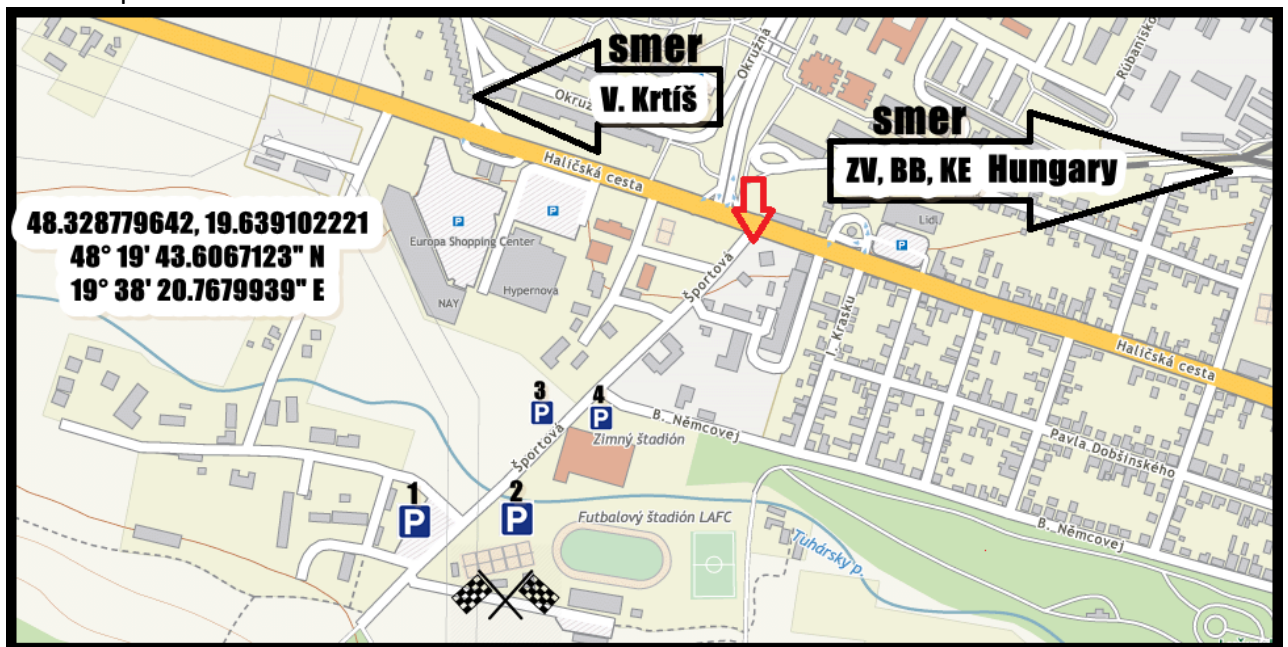 smer
V. Krtíš
smer
ZV, BB, KE Hungary
48.328779642, 19.639102221
48° 19' 43.6067123" N
19° 38' 20.7679939" E
Okružná
Rúbanisko
Haličská cesta
Lidl
P
P
P
Europa Shopping Center
NAY
Hypernova
Športová
I. Krasku
Haličská cesta
3
P
4
P
B. Němcovej
Športová
Zimný štadión
Pavla Dobšinského
1
P
2
P
Futbalový štadión LAFC
Tuhársky p.
B. Němcovej